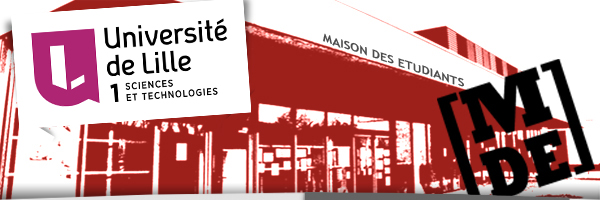 Université
de Lille
1 SCIENCES
ET TECHNOLOGIES
MAISON DES ETUDIANTS
[M
DE]